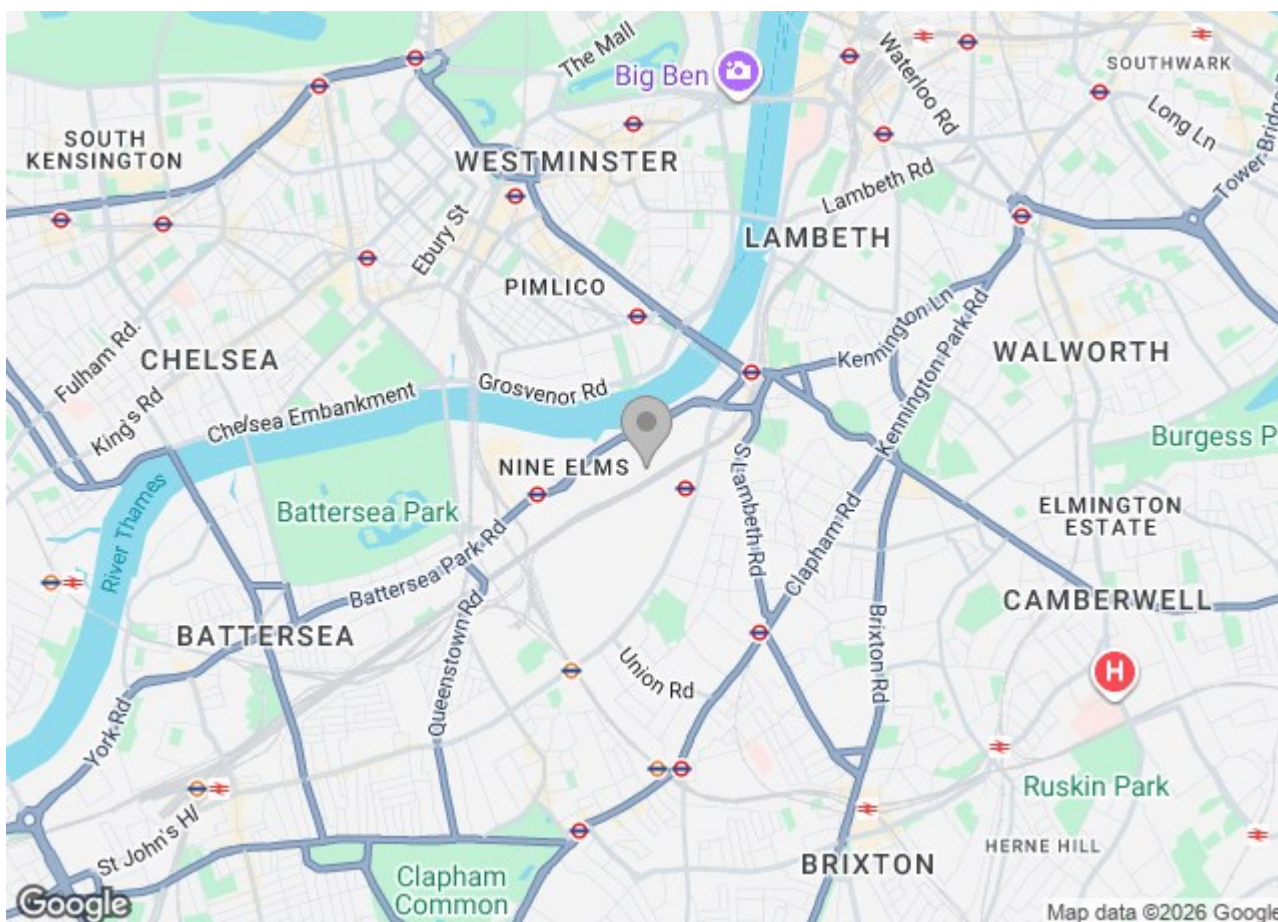 The Mall
Big Ben
Waterloo Rd
SOUTHWARK
Long Ln
SOUTH
KENSINGTON
WESTMINSTER
Lambeth Rd
Tower Bridge
Ebury St
LAMBETH
PIMLICO
Fulham Rd.
CHELSEA
Kennington Ln
WALWORTH
King's Rd
Chelsea Embankment
Grosvenor Rd
Kennington Park Rd
Burgess P
NINE ELMS
S Lambeth Rd
River Thames
Battersea Park
Clapham Rd
ELMINGTON
ESTATE
Battersea Park Rd
CAMBERWELL
BATTERSEA
Queenstown Rd
Union Rd
Brixton Rd
H
York Rd
Ruskin Park
St John's H
HERNE HILL
BRIXTON
Clapham
Common
Google
Map data ©2026 Google